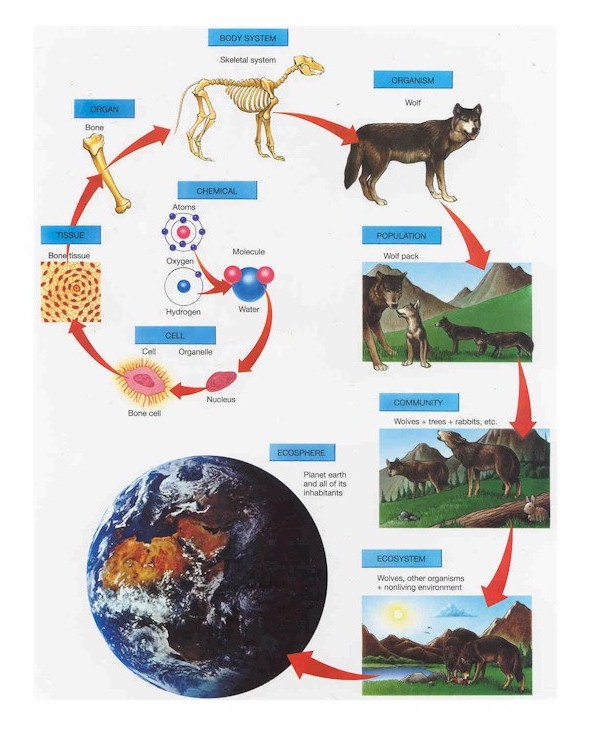 BODY SYSTEM
Skeletal system
ORGANISM
Wolf
ORGAN
Bone
CHEMICAL
Atoms
Oxygen
Hydrogen
Molecule
Water
TISSUE
Bone tissue
CELL
Cell Organelle
Nucleus
Bone cell
POPULATION
Wolf pack
COMMUNITY
Wolves + trees + rabbits, etc.
ECOSYSTEM
Wolves, other organisms
+ nonliving environment
ECOSPHERE
Planet earth
and all of its
inhabitants